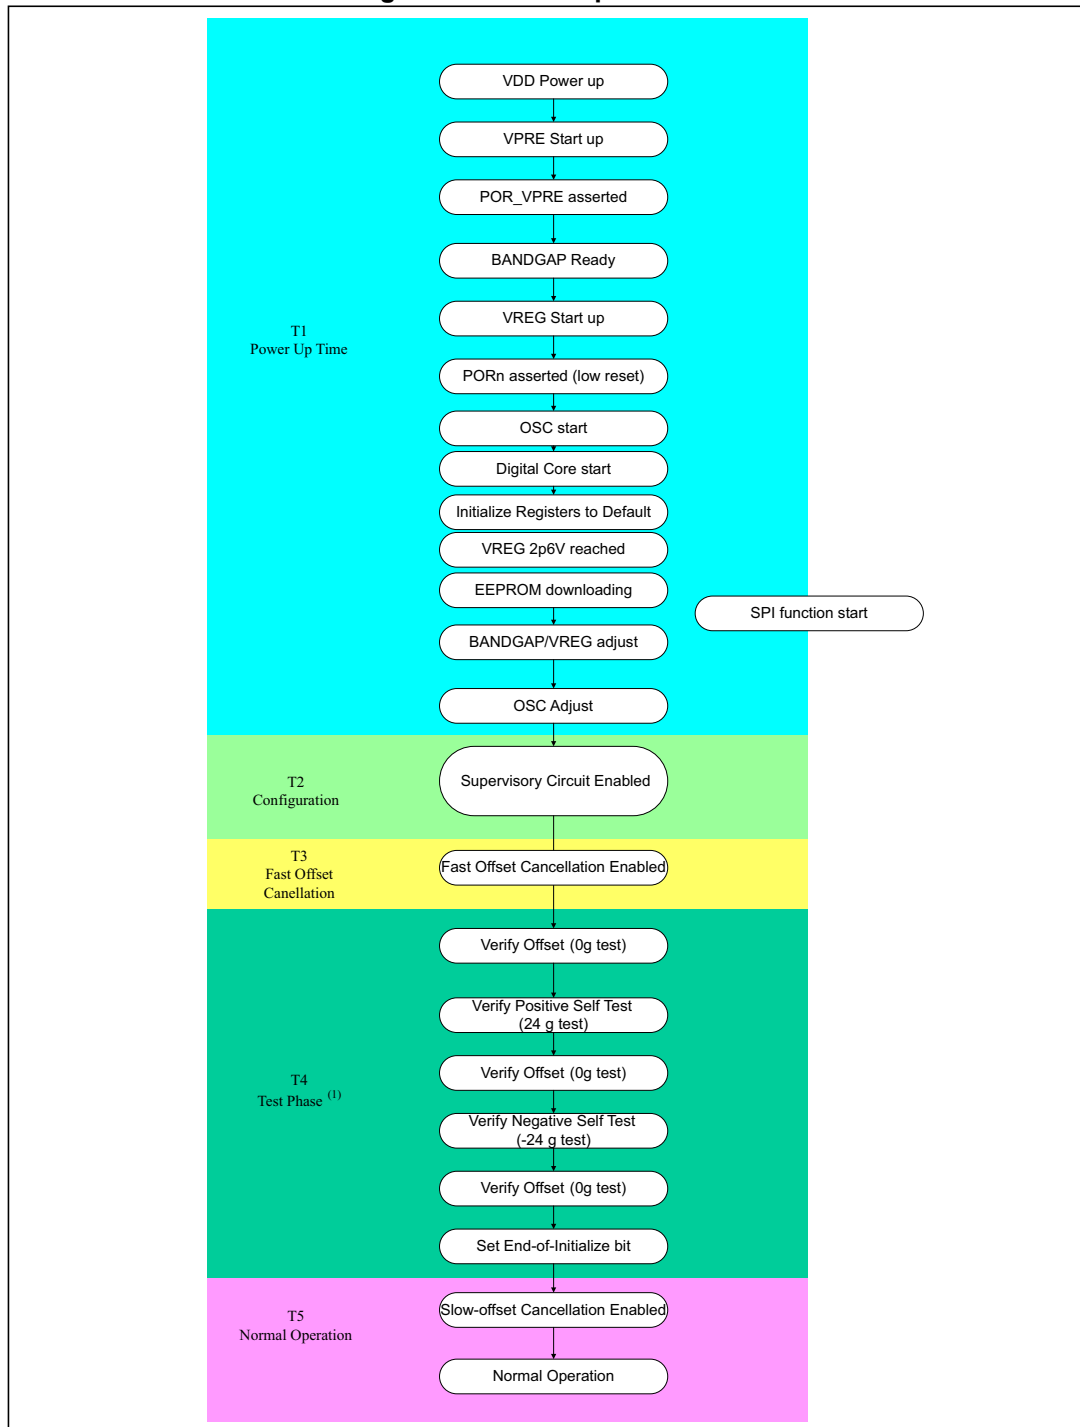 VDD Power up
VPRE Start up
POR_VPRE asserted
BANDGAP Ready
VREG Start up
T1
Power Up Time
PORn asserted (low reset)
OSC start
Digital Core start
Initialize Registers to Default
VREG 2p6V reached
EEPROM downloading
SPI function start
BANDGAP/VREG adjust
OSC Adjust
T2
Configuration
Supervisory Circuit Enabled
T3
Fast Offset
Canellation
Fast Offset Cancellation Enabled
Verify Offset (0g test)
Verify Positive Self Test
(24 g test)
T4
Test Phase (1)
Verify Offset (0g test)
Verify Negative Self Test
(-24 g test)
Verify Offset (0g test)
Set End-of-Initialize bit
T5
Normal Operation
Slow-offset Cancellation Enabled
Normal Operation